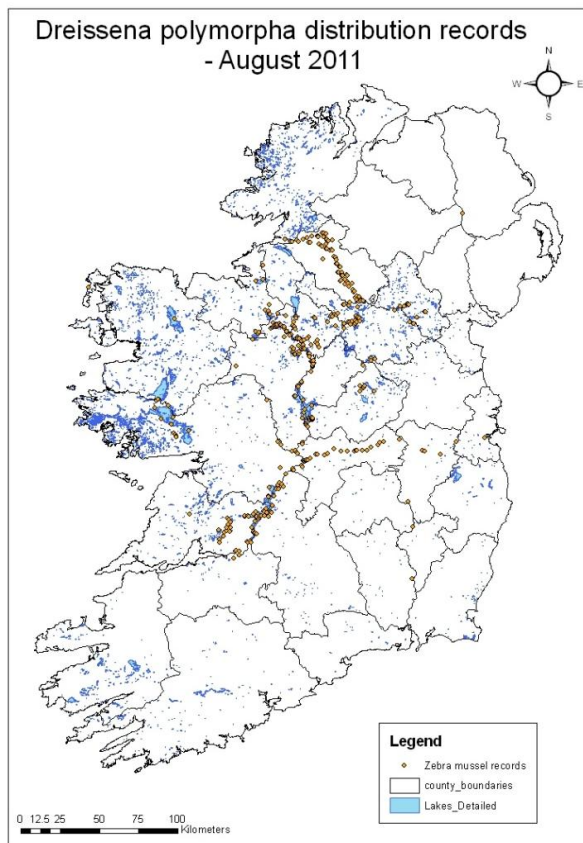 Dreissena polymorpha distribution records
- August 2011
N
W E
S
Legend
Zebra mussel records
county_boundaries
Lakes_Detailed
0 12.5 25 50 75 100
Kilometers